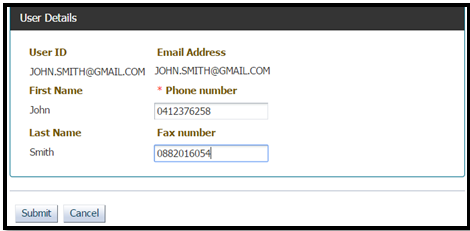 User Details
User ID Email Address
JOHN.SMITH@GMAIL.COM JOHN.SMITH@GMAIL.COM
First Name * Phone number
John 0412376258
Last Name Fax number
Smith 0882016054
Submit Cancel